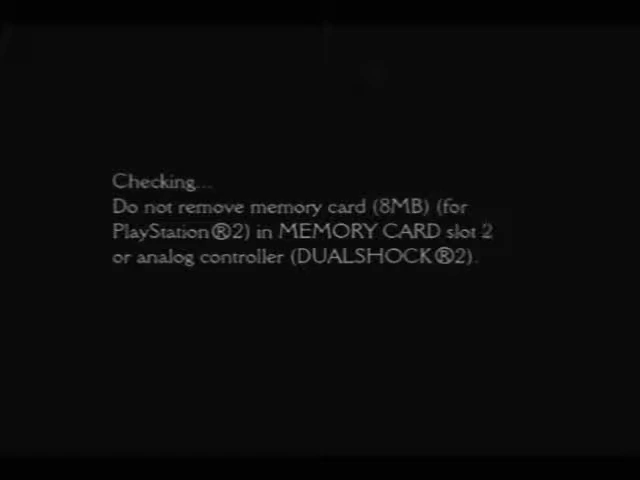 Checking...
Do not remove memory card (8MB) (for
PlayStation®2) in MEMORY CARD slot 2
or analog controller (DUALSHOCK®2).